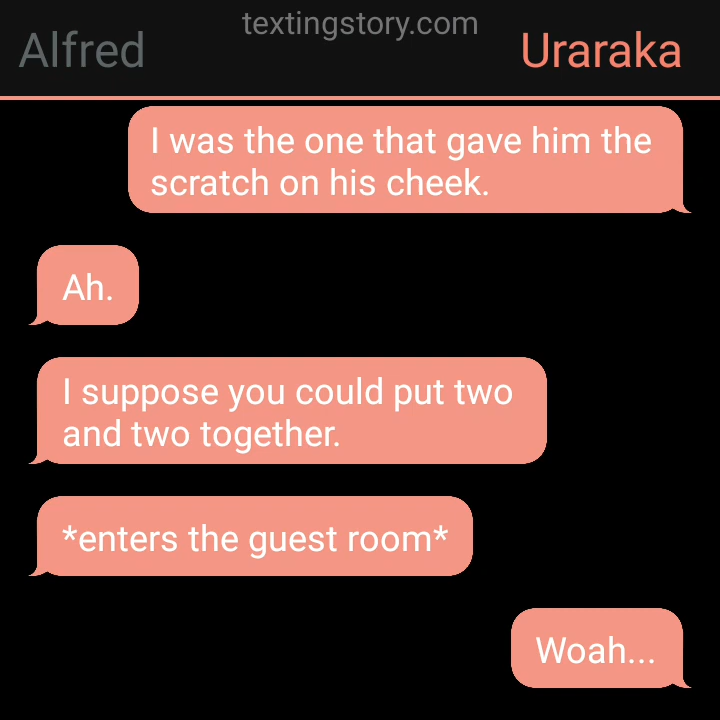 textingstory.com
Alfred
Uraraka
I was the one that gave him the
scratch on his cheek.
Ah.
I suppose you could put two
and two together.
*enters the guest room*
Woah...